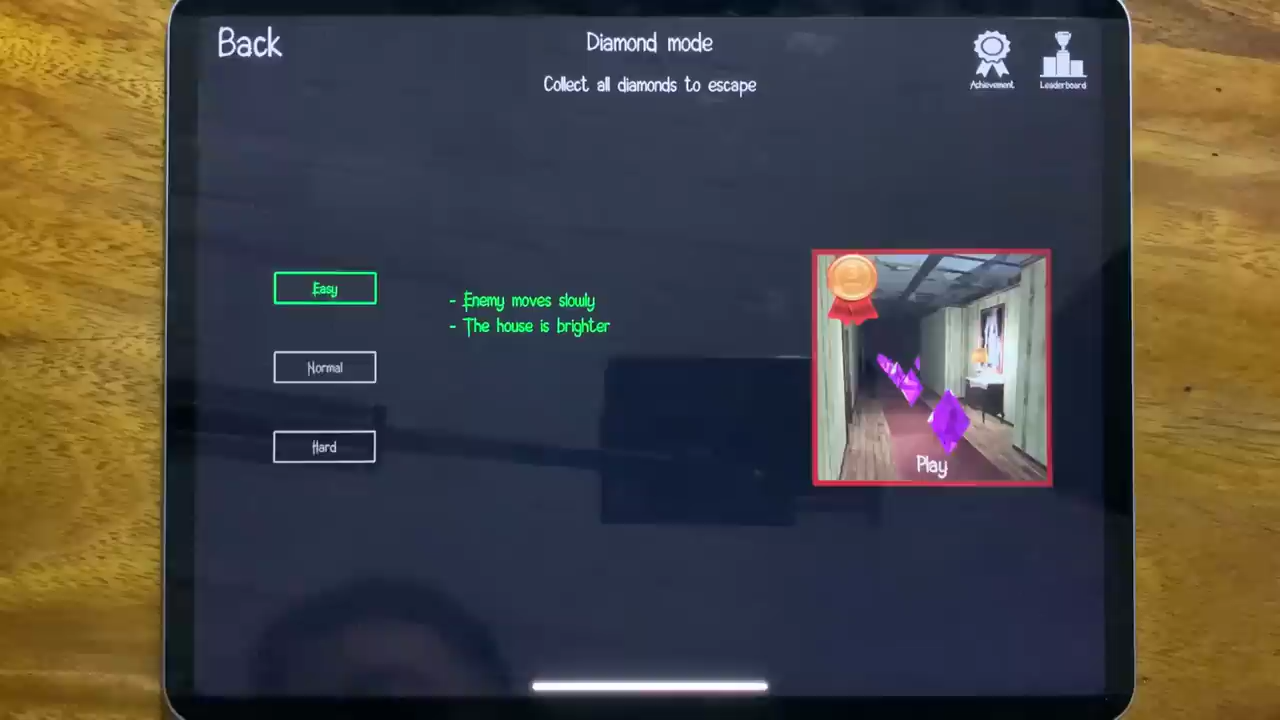 Back
Diamond mode
Collect all diamonds to escape
Achievement
Leaderboard
Easy
Normal
Hard
- Enemy moves slowly
- The house is brighter
Play